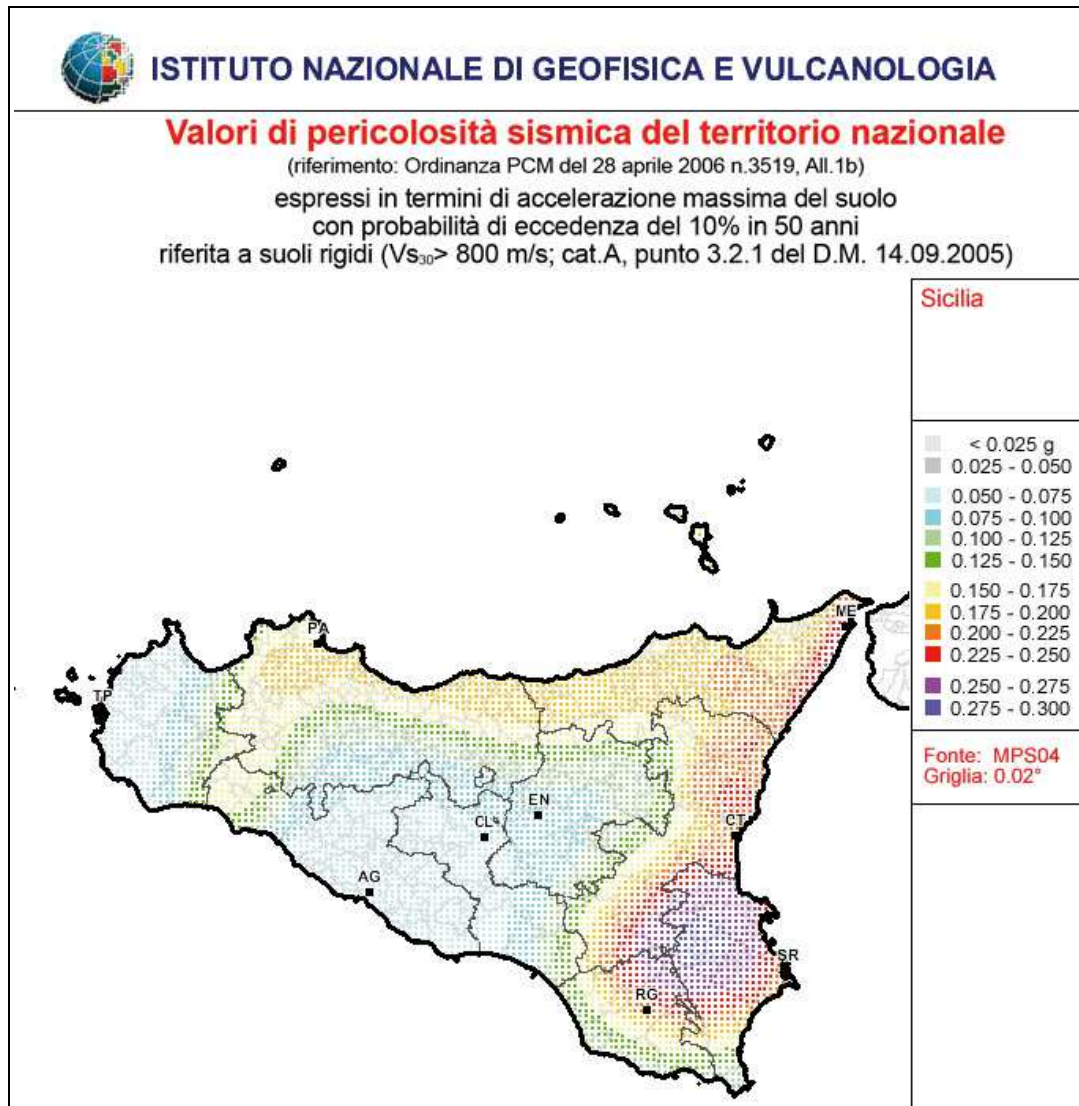 ISTITUTO NAZIONALE DI GEOFISICA E VULCANOLOGIA
Valori di pericolosità sismica del territorio nazionale
(riferimento: Ordinanza PCM del 28 aprile 2006 n.3519, All.1b)
espressi in termini di accelerazione massima del suolo
con probabilità di eccedenza del 10% in 50 anni
riferita a suoli rigidi (Vs₃₀> 800 m/s; cat.A, punto 3.2.1 del D.M. 14.09.2005)
Sicilia
< 0.025 g
0.025 - 0.050
0.050 - 0.075
0.075 - 0.100
0.100 - 0.125
0.125 - 0.150
0.150 - 0.175
0.175 - 0.200
0.200 - 0.225
0.225 - 0.250
0.250 - 0.275
0.275 - 0.300
Fonte: MPS04
Griglia: 0.02°
ME
PA
TP
EN
CL
CT
AG
SR
RG